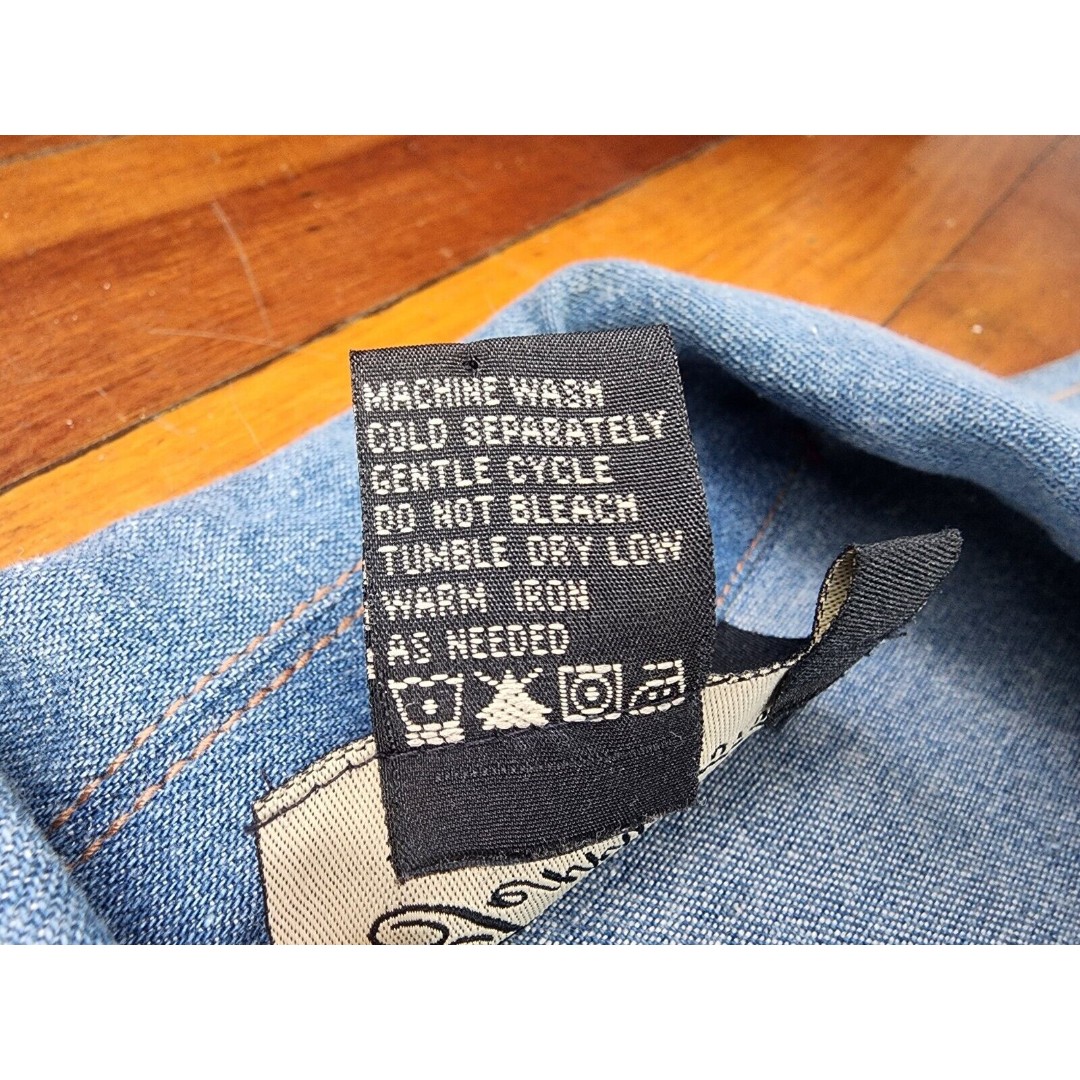 MACHINE WASH
COLD SEPARATELY
GENTLE CYCLE
DO NOT BLEACH
TUMBLE DRY LOW
WARM IRON
AS NEEDED